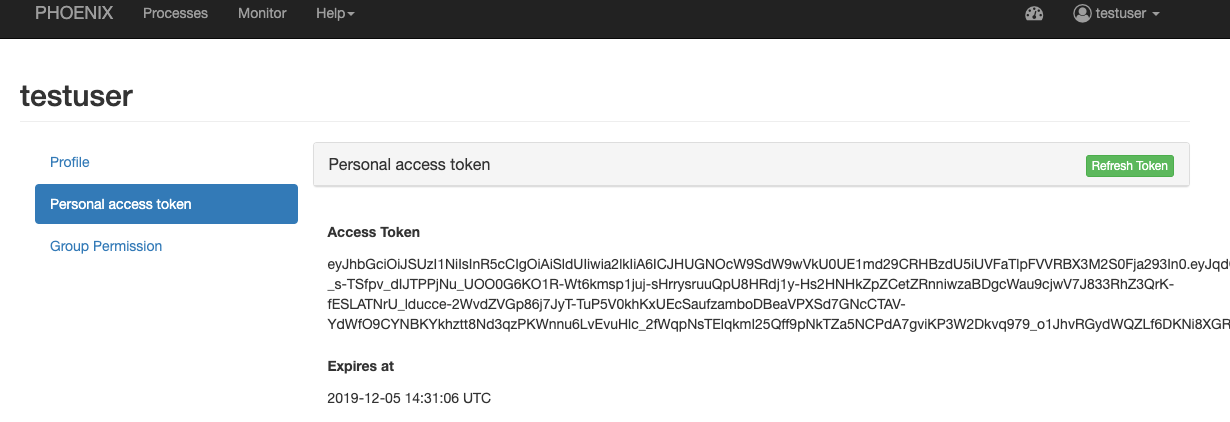 PHOENIX Processes Monitor Help testuser
testuser
Profile
Personal access token
Group Permission
Personal access token Refresh Token
Access Token
eyJhbGciOiJSUzI1NiIsInR5cCIgOiAiSldUIiwia2lkIiA6ICJHUGNOcW9SdW9wVkU0UE1md29CRHBzdU5iUVFaTlpFVVRBX3M2S0Fja293In0.eyJqd
_s-TSfpv_dIJTPPjNu_UOO0G6KO1R-Wt6kmsp1juj-sHrrysruuQpU8HRdj1y-Hs2HNHkZpZCetZRnniwzaBDgcWau9cjwV7J833RhZ3QrK-
fESLATNrU_lducce-2WvdZVGp86j7JyT-TuP5V0khKxUEcSaufzamboDBeaVPXSd7GNcCTAV-
YdWfO9CYNBKYkhztt8Nd3qzPKWnnu6LvEvuHlc_2fWqpNsTElqkmI25Qff9pNkTZa5NCPdA7gviKP3W2Dkvq979_o1JhvRGydWQZLf6DKNi8XGR
Expires at
2019-12-05 14:31:06 UTC